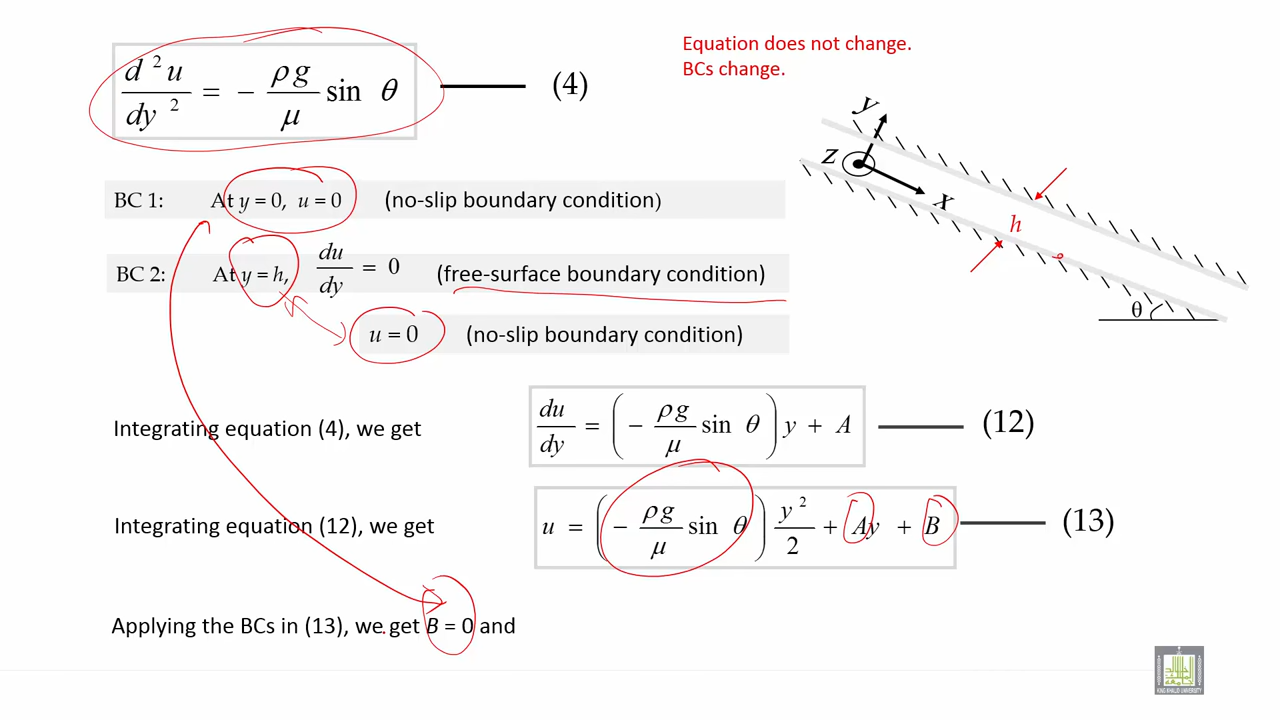 Equation does not change.
BCs change.
d²u/dy² = − ρg/μ sin θ (4)
BC 1: At y = 0, u = 0 (no-slip boundary condition)
BC 2: At y = h, du/dy = 0 (free-surface boundary condition)
u = 0 (no-slip boundary condition)
y
z
x
h
θ
Integrating equation (4), we get du/dy = (− ρg/μ sin θ) y + A (12)
Integrating equation (12), we get u = (− ρg/μ sin θ) y²/2 + Ay + B (13)
Applying the BCs in (13), we get B = 0 and
KING KHALID UNIVERSITY